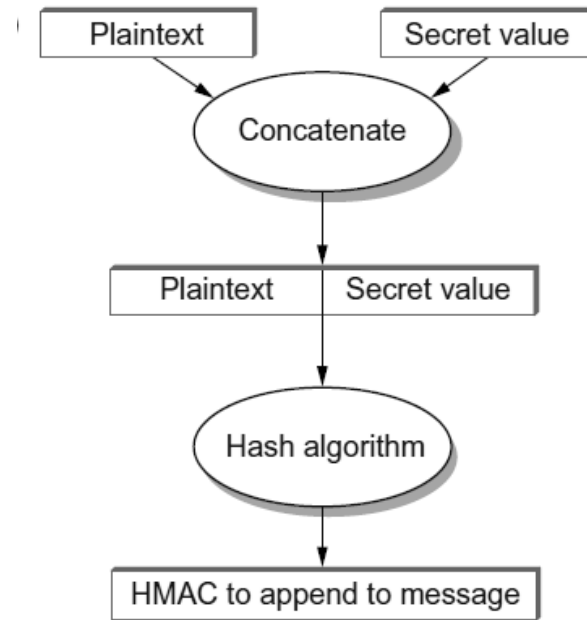 Plaintext
Secret value
Concatenate
Plaintext
Secret value
Hash algorithm
HMAC to append to message